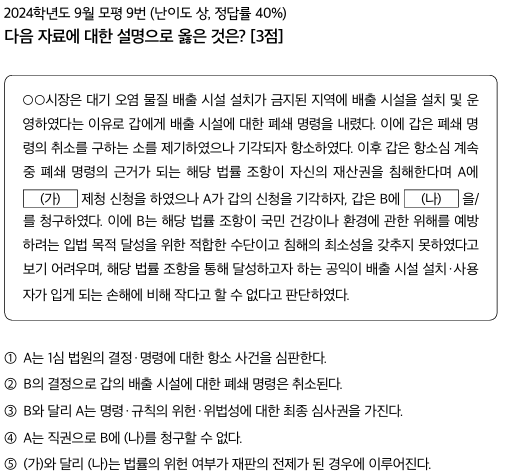 2024학년도 9월 모평 9번 (난이도 상, 정답률 40%)
다음 자료에 대한 설명으로 옳은 것은? [3점]
○○시장은 대기 오염 물질 배출 시설 설치가 금지된 지역에 배출 시설을 설치 및 운
영하였다는 이유로 갑에게 배출 시설에 대한 폐쇄 명령을 내렸다. 이에 갑은 폐쇄 명
령의 취소를 구하는 소를 제기하였으나 기각되자 항소하였다. 이후 갑은 항소심 계속
중 폐쇄 명령의 근거가 되는 해당 법률 조항이 자신의 재산권을 침해한다며 A에
(가) 제청 신청을 하였으나 A가 갑의 신청을 기각하자, 갑은 B에 (나) 을/
를 청구하였다. 이에 B는 해당 법률 조항이 국민 건강이나 환경에 관한 위해를 예방
하려는 입법 목적 달성을 위한 적합한 수단이고 침해의 최소성을 갖추지 못하였다고
보기 어려우며, 해당 법률 조항을 통해 달성하고자 하는 공익이 배출 시설 설치·사용
자가 입게 되는 손해에 비해 작다고 할 수 없다고 판단하였다.
① A는 1심 법원의 결정·명령에 대한 항소 사건을 심판한다.
② B의 결정으로 갑의 배출 시설에 대한 폐쇄 명령은 취소된다.
③ B와 달리 A는 명령·규칙의 위헌·위법성에 대한 최종 심사권을 가진다.
④ A는 직권으로 B에 (나)를 청구할 수 없다.
⑤ (가)와 달리 (나)는 법률의 위헌 여부가 재판의 전제가 된 경우에 이루어진다.